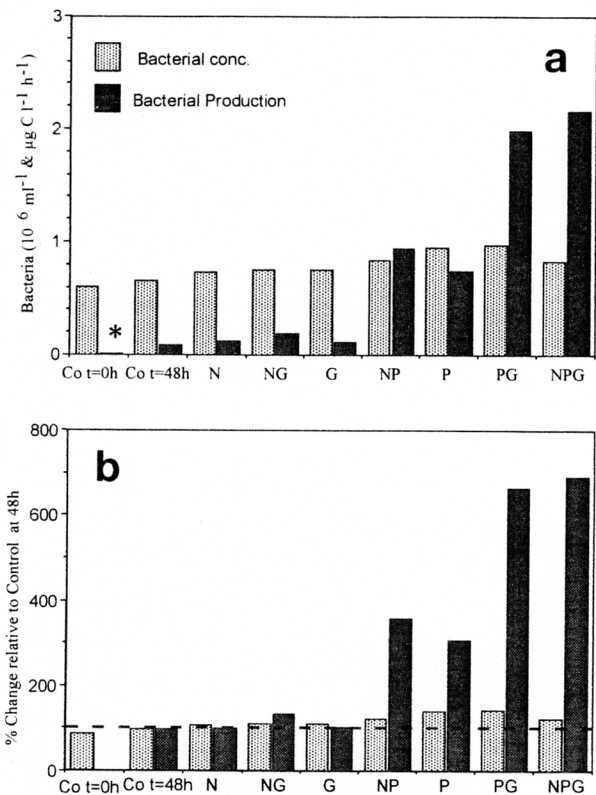 3
a
Bacterial conc.
Bacterial Production
2
1
0
Bacteria (10 6 ml-1 & µg C l-1 h-1)
*
Co t=0h Co t=48h N NG G NP P PG NPG
800
b
600
400
200
100
0
% Change relative to Control at 48h
Co t=0h Co t=48h N NG G NP P PG NPG